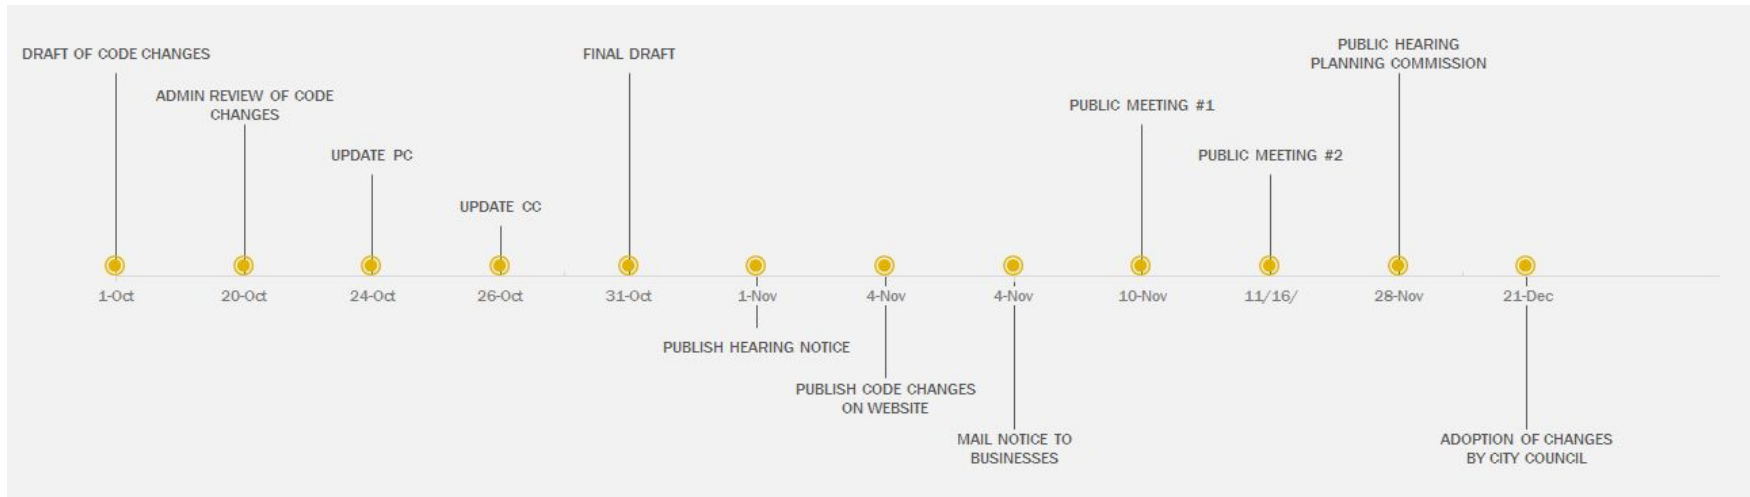 DRAFT OF CODE CHANGES
ADMIN REVIEW OF CODE
CHANGES
UPDATE PC
UPDATE CC
FINAL DRAFT
PUBLIC MEETING #1
PUBLIC MEETING #2
PUBLIC HEARING
PLANNING COMMISSION
1-Oct
20-Oct
24-Oct
26-Oct
31-Oct
1-Nov
4-Nov
4-Nov
10-Nov
11/16/
28-Nov
21-Dec
PUBLISH HEARING NOTICE
PUBLISH CODE CHANGES
ON WEBSITE
MAIL NOTICE TO
BUSINESSES
ADOPTION OF CHANGES
BY CITY COUNCIL